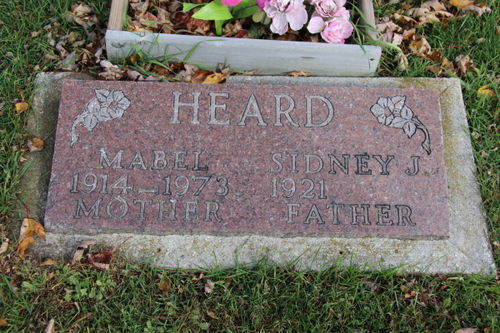 HEARD
MABEL SIDNEY J.
1914 - 1973 1921
MOTHER FATHER